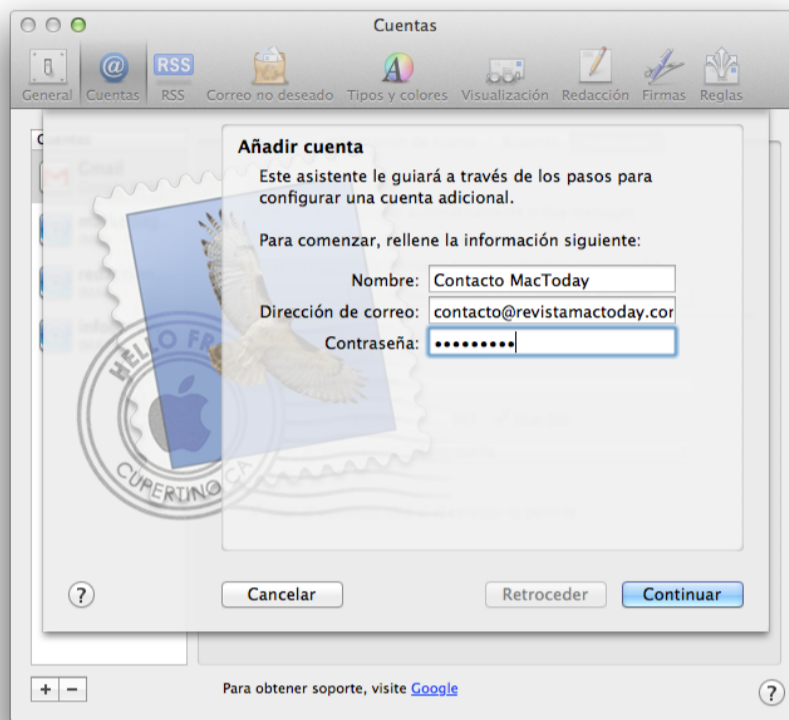 Cuentas
General Cuentas RSS Correo no deseado Tipos y colores Visualización Redacción Firmas Reglas
RSS
Añadir cuenta
Este asistente le guiará a través de los pasos para
configurar una cuenta adicional.
Para comenzar, rellene la información siguiente:
Nombre: Contacto MacToday
Dirección de correo: contacto@revistamactoday.cor
Contraseña: •••••••••
HELLO FR
CUPERTINO CA
? Cancelar Retroceder Continuar
+ − Para obtener soporte, visite Google ?